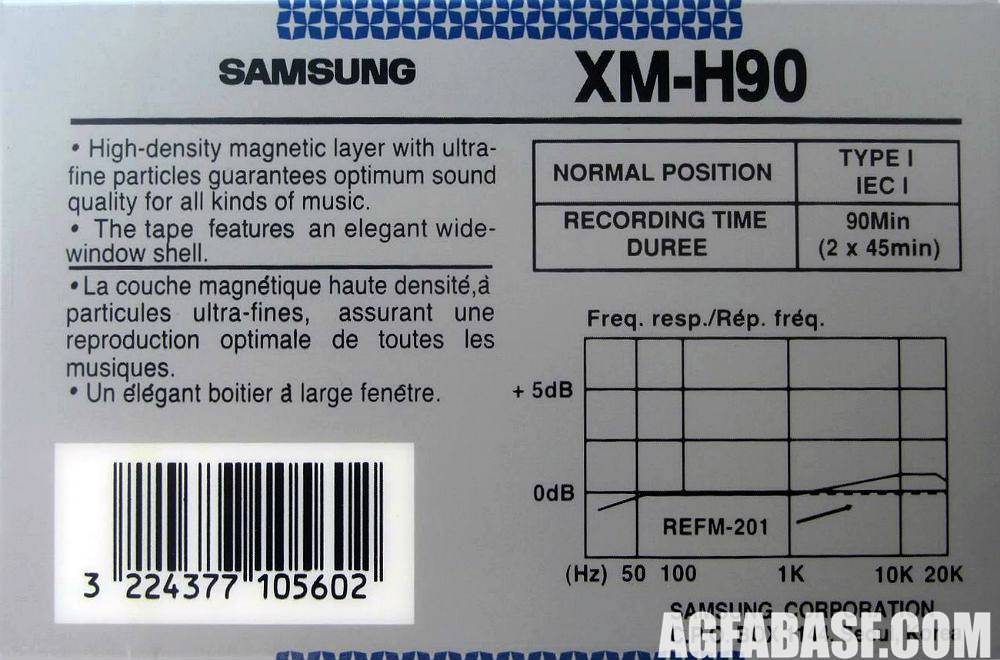 SAMSUNG
XM-H90
• High-density magnetic layer with ultra-
fine particles guarantees optimum sound
quality for all kinds of music.
• The tape features an elegant wide-
window shell.
• La couche magnétique haute densité,à
particules ultra-fines, assurant une
reproduction optimale de toutes les
musiques.
• Un élégant boitier à large fenétre.
NORMAL POSITION
TYPE I
IEC I
RECORDING TIME
DUREE
90Min
(2 x 45min)
Freq. resp./Rép. fréq.
+ 5dB
0dB
REFM-201
(Hz) 50 100 1K 10K 20K
3 224377 105602
SAMSUNG CORPORATION
AGFABASE.COM